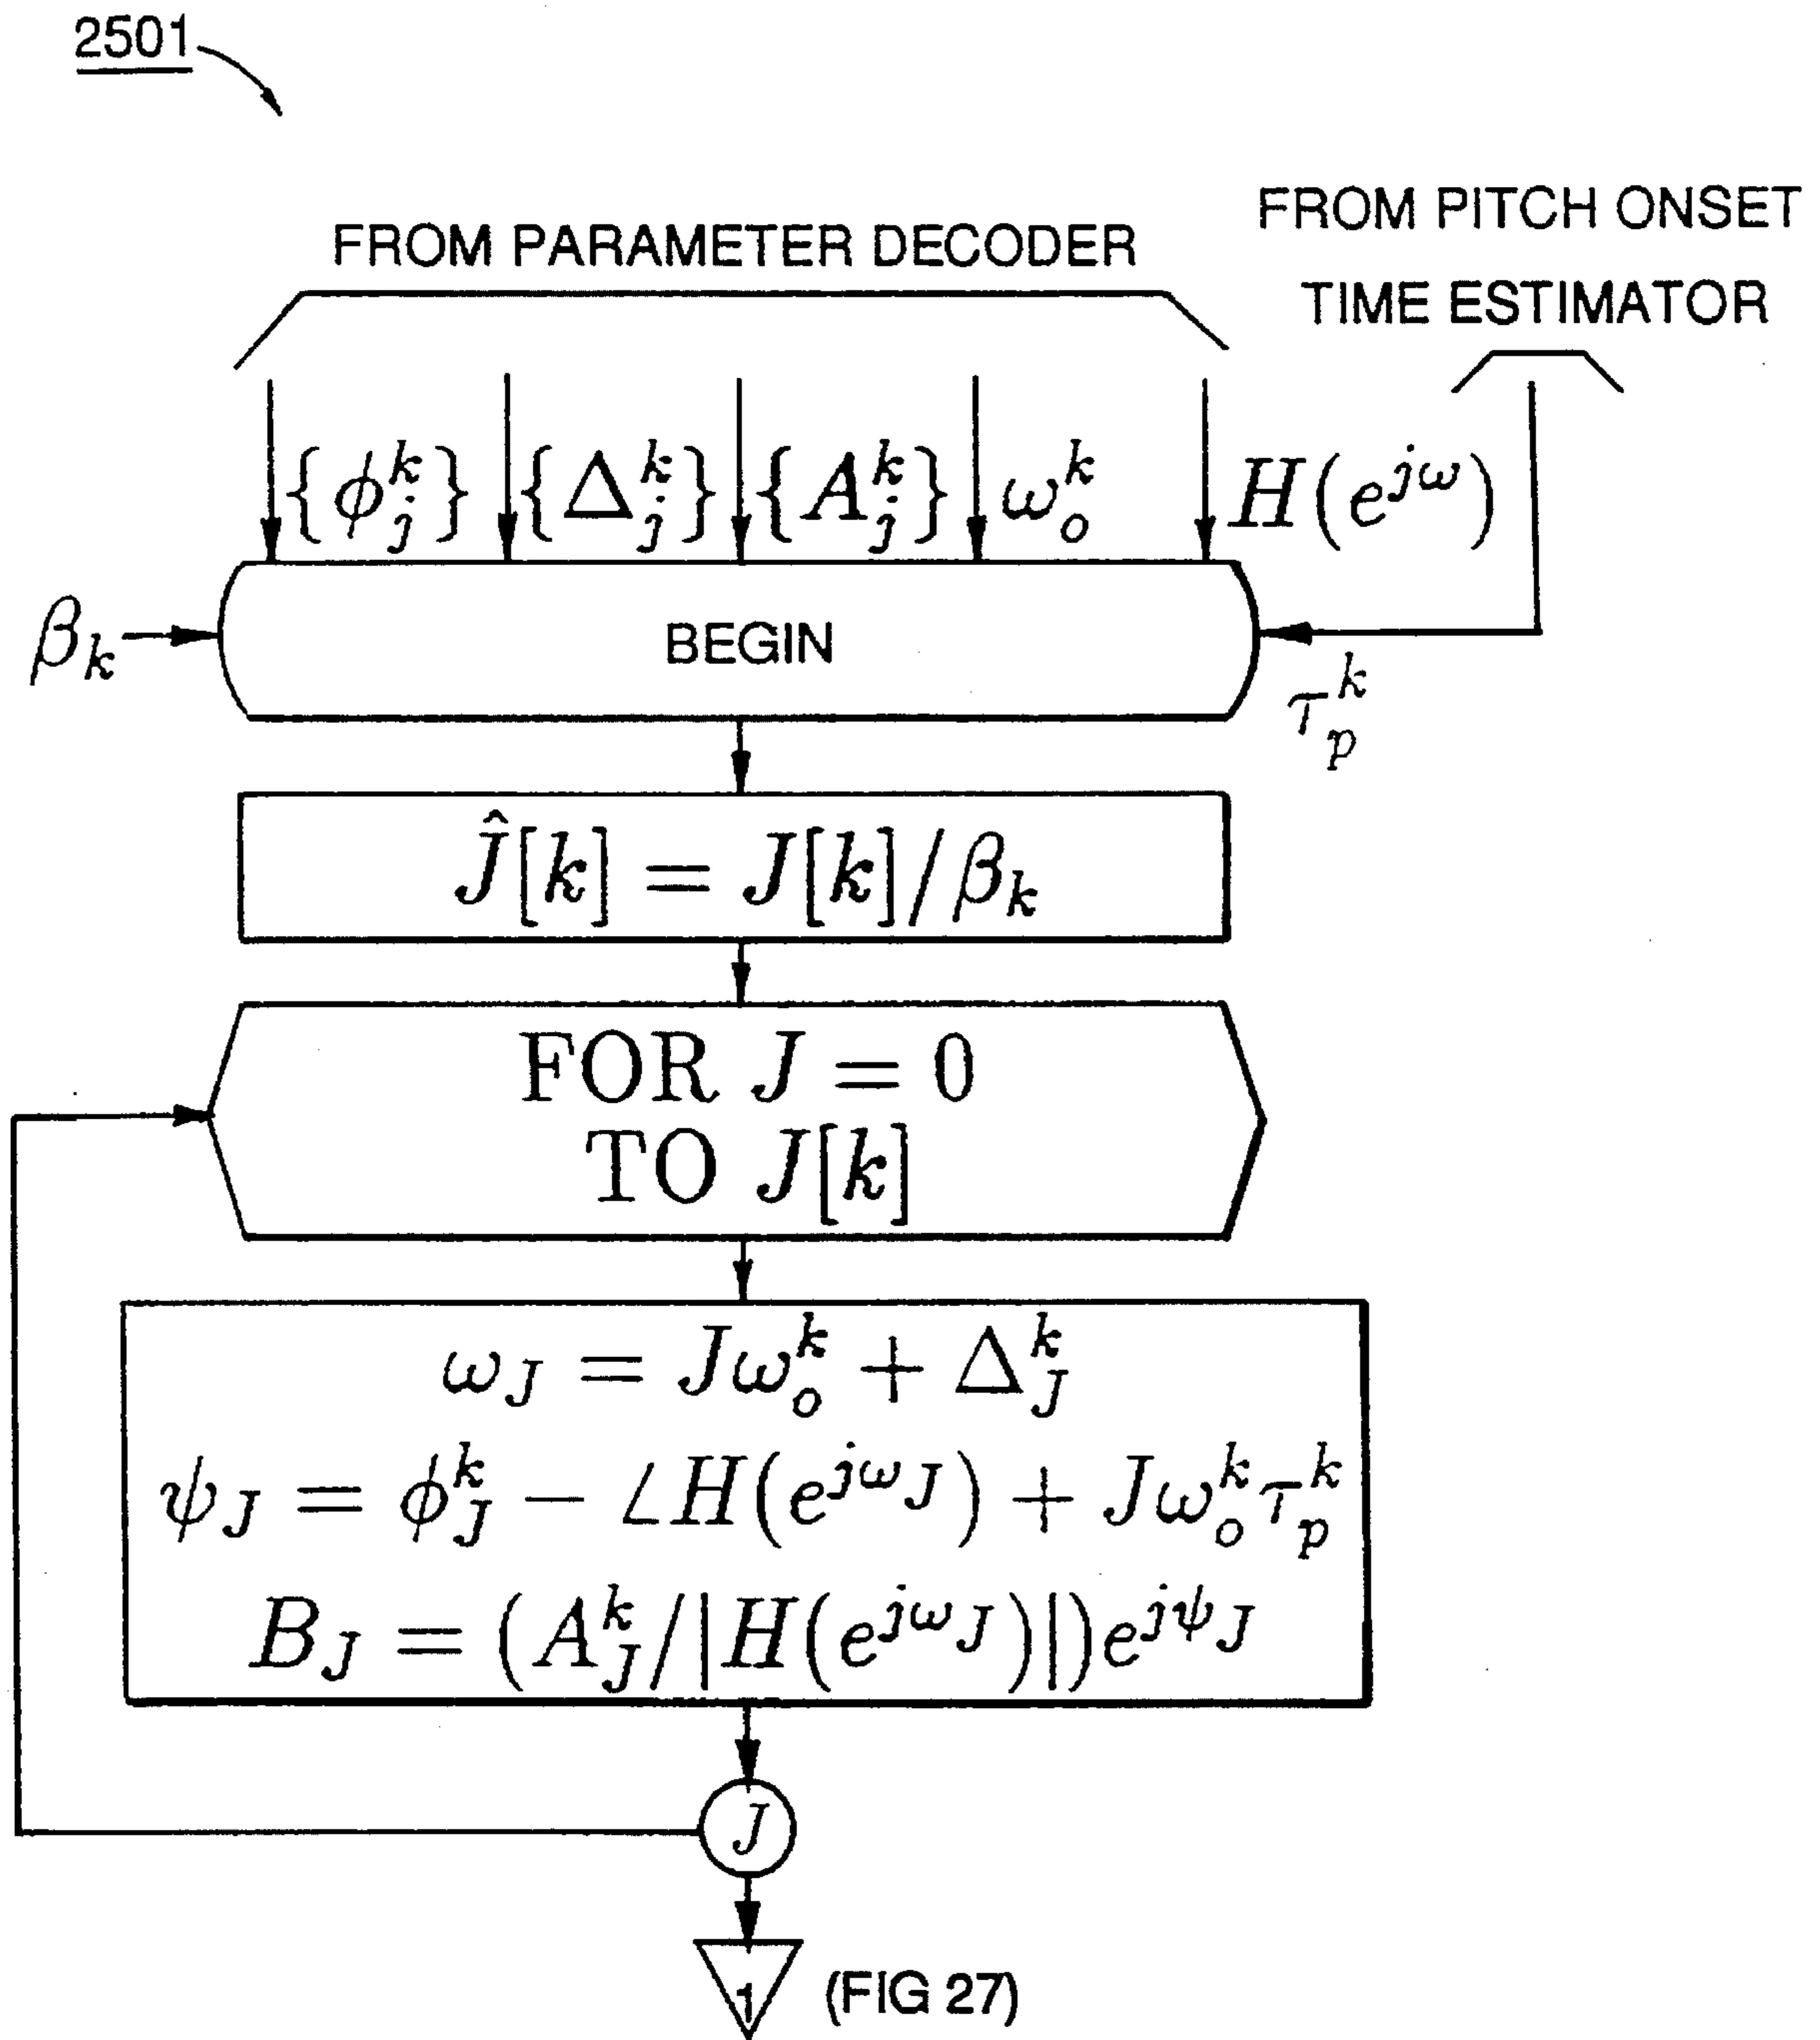 2501
FROM PARAMETER DECODER
FROM PITCH ONSET
TIME ESTIMATOR
{ϕ_j^k} {Δ_j^k} {A_j^k} ω_o^k H(e^{jω})
β_k
BEGIN
τ_p^k
Ĵ[k] = J[k]/β_k
FOR J = 0
TO J[k]
ω_J = Jω_o^k + Δ_J^k
ψ_J = ϕ_J^k − ∠H(e^{jω_J}) + Jω_o^k τ_p^k
B_J = (A_J^k/|H(e^{jω_J})|)e^{jψ_J}
J
1 (FIG 27)